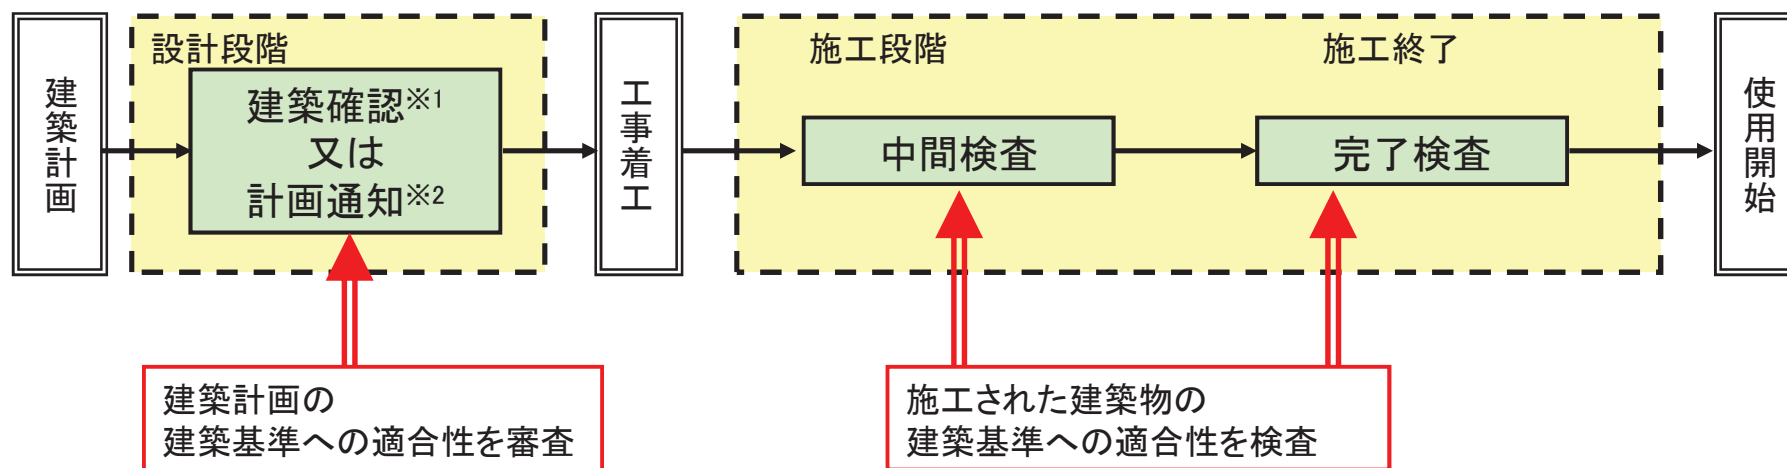 建築計画
設計段階
建築確認※1
又は
計画通知※2
工事着工
施工段階
施工終了
中間検査
完了検査
使用開始
建築計画の
建築基準への適合性を審査
施工された建築物の
建築基準への適合性を検査